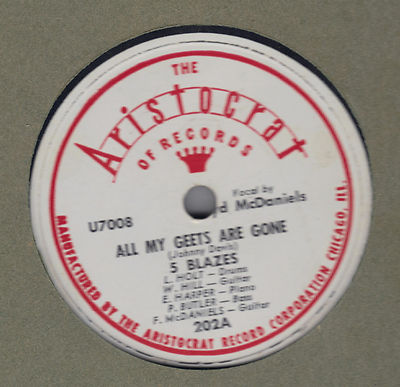 THE
Aristocrat
OF RECORDS
U7008
Vocal by
yd McDaniels
ALL MY GEETS ARE GONE
(Johnny Davis)
5 BLAZES
L. HOLT — Drums
W. HILL — Guitar
E. HARPER — Piano
P. BUTLER — Bass
F. McDANIELS — Guitar
202A
MANUFACTURED BY THE ARISTOCRAT RECORD CORPORATION CHICAGO, ILL.